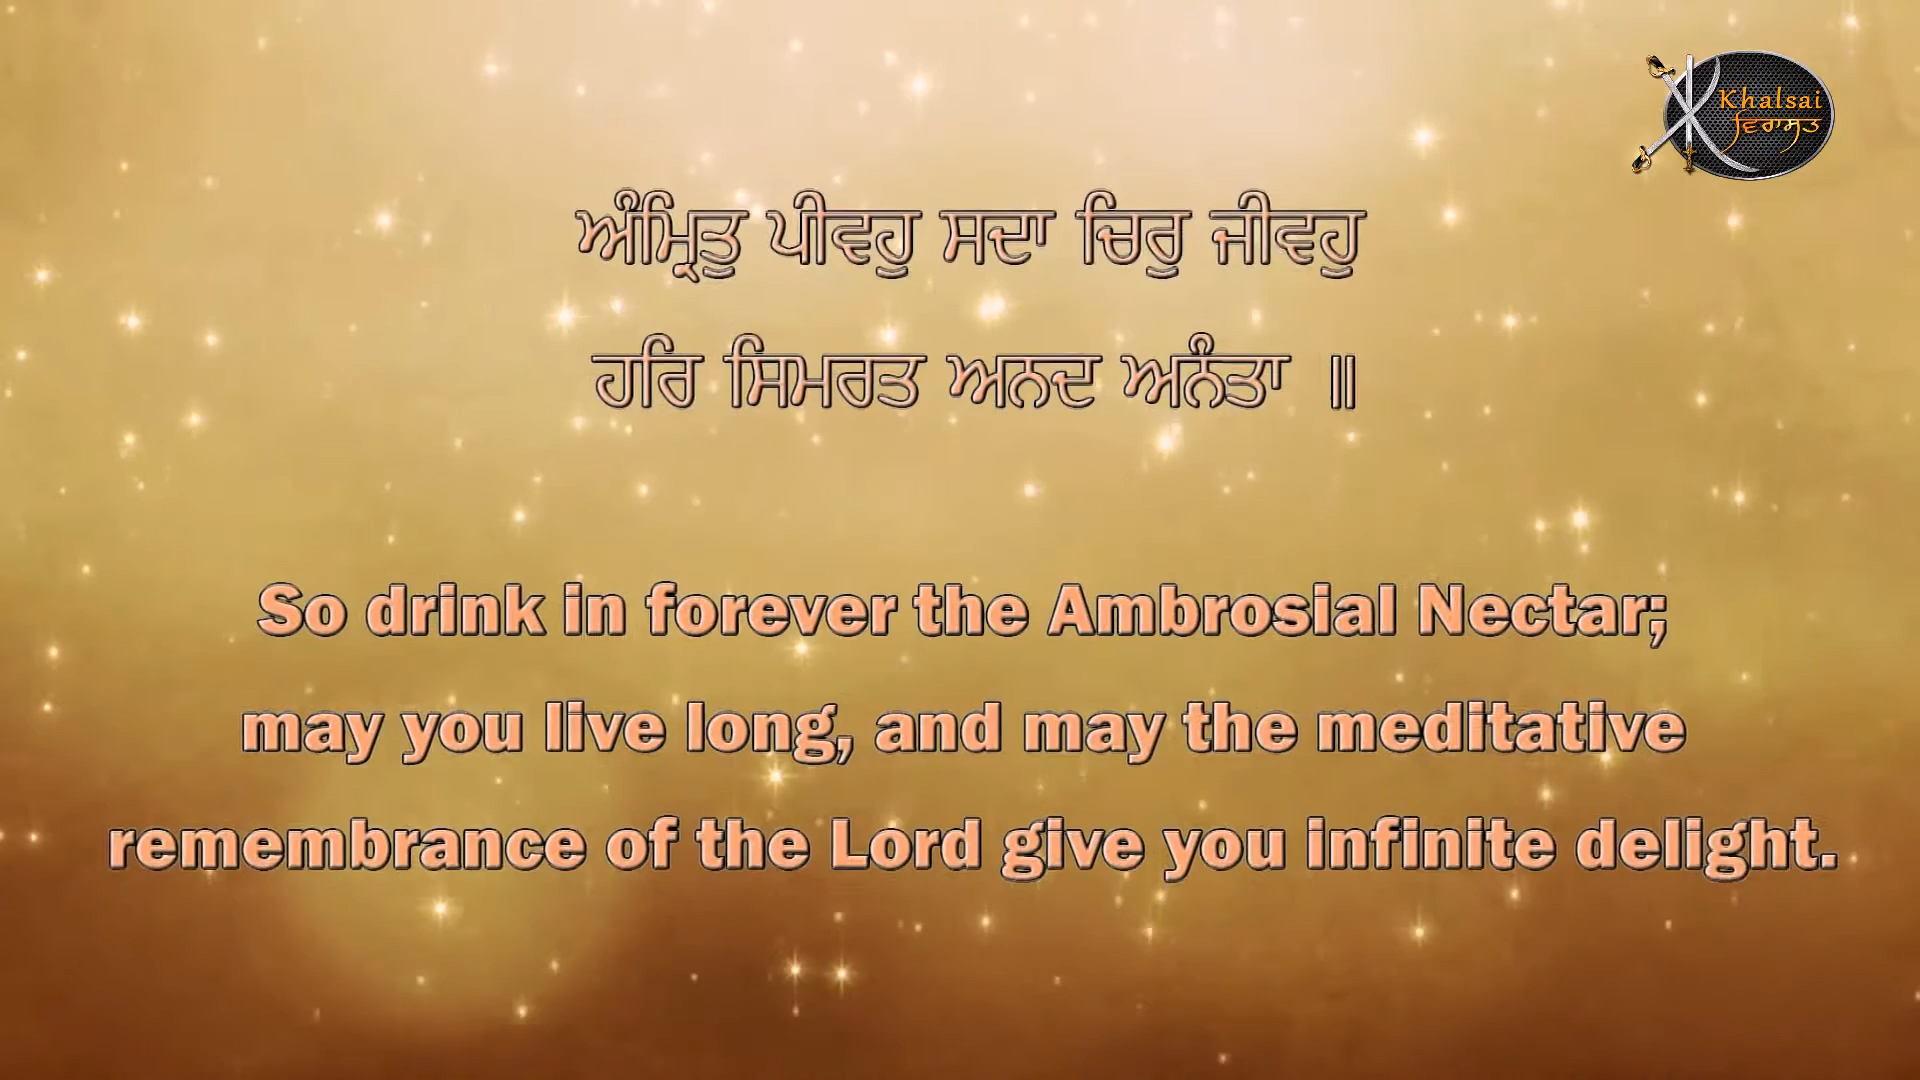 Khalsai
ਵਿਰਾਸਤ
ਅੰਮ੍ਰਿਤੁ ਪੀਵਹੁ ਸਦਾ ਚਿਰੁ ਜੀਵਹੁ
ਹਰਿ ਸਿਮਰਤ ਅਨਦ ਅਨੰਤਾ ॥
So drink in forever the Ambrosial Nectar;
may you live long, and may the meditative
remembrance of the Lord give you infinite delight.